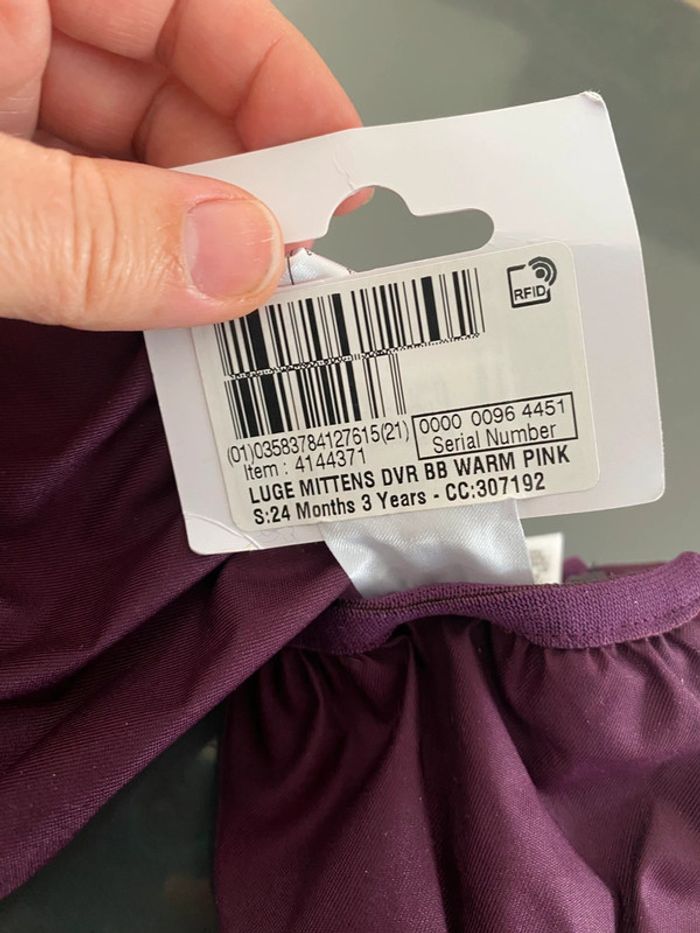 RFID
(01)03583784127615(21)
0000 0096 4451
Serial Number
Item : 4144371
LUGE MITTENS DVR BB WARM PINK
S:24 Months 3 Years - CC:307192